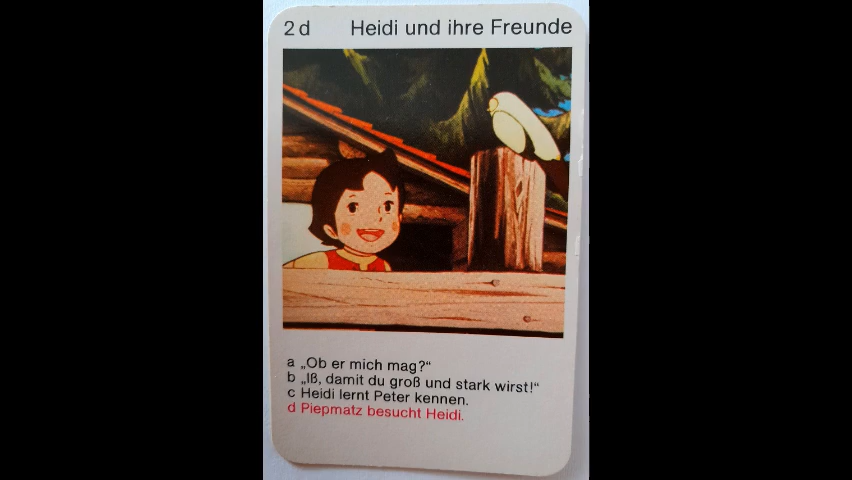 2 d Heidi und ihre Freunde
a „Ob er mich mag?“
b „Iß, damit du groß und stark wirst!“
c Heidi lernt Peter kennen.
d Piepmatz besucht Heidi.